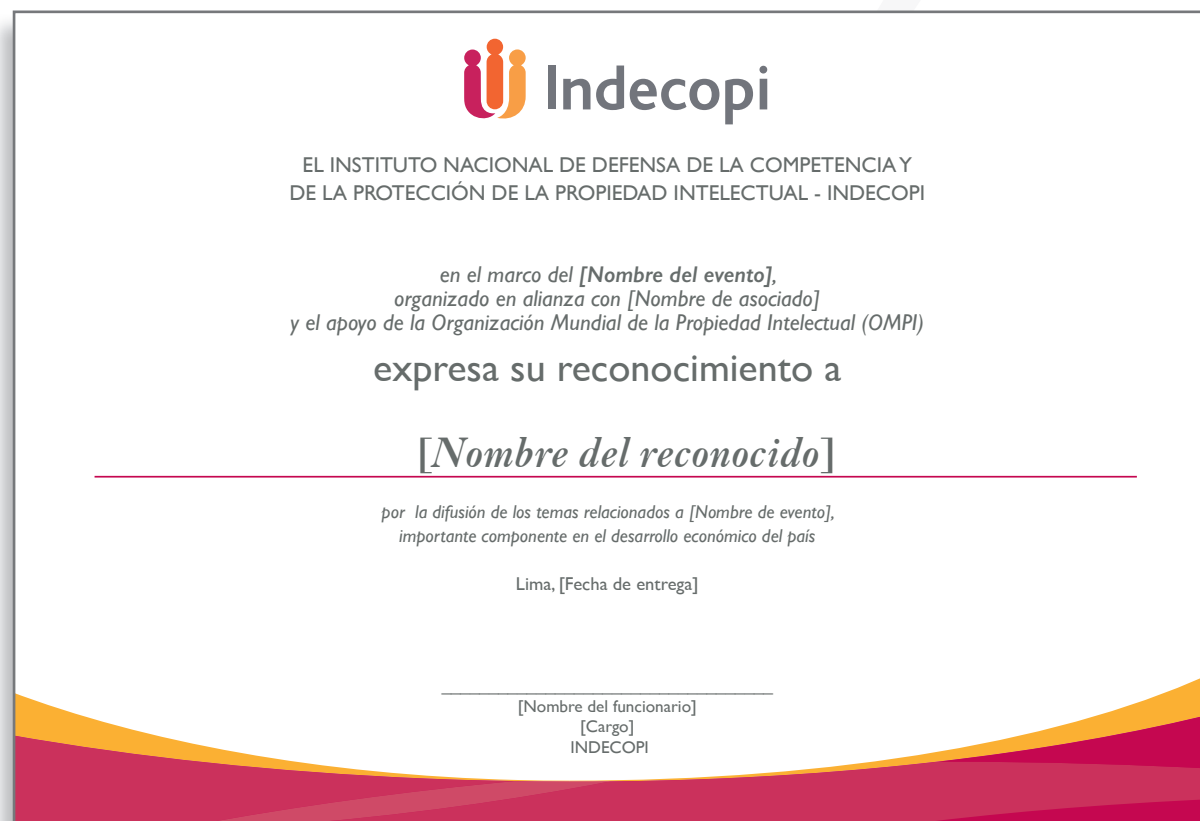 Indecopi
EL INSTITUTO NACIONAL DE DEFENSA DE LA COMPETENCIA Y
DE LA PROTECCIÓN DE LA PROPIEDAD INTELECTUAL - INDECOPI
en el marco del [Nombre del evento],
organizado en alianza con [Nombre de asociado]
y el apoyo de la Organización Mundial de la Propiedad Intelectual (OMPI)
expresa su reconocimiento a
[Nombre del reconocido]
por la difusión de los temas relacionados a [Nombre de evento],
importante componente en el desarrollo económico del país
Lima, [Fecha de entrega]
[Nombre del funcionario]
[Cargo]
INDECOPI